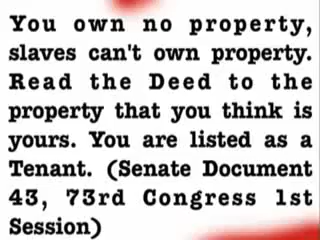 You own no property,
slaves can't own property.
Read the Deed to the
property that you think is
yours. You are listed as a
Tenant. (Senate Document
43, 73rd Congress 1st
Session)